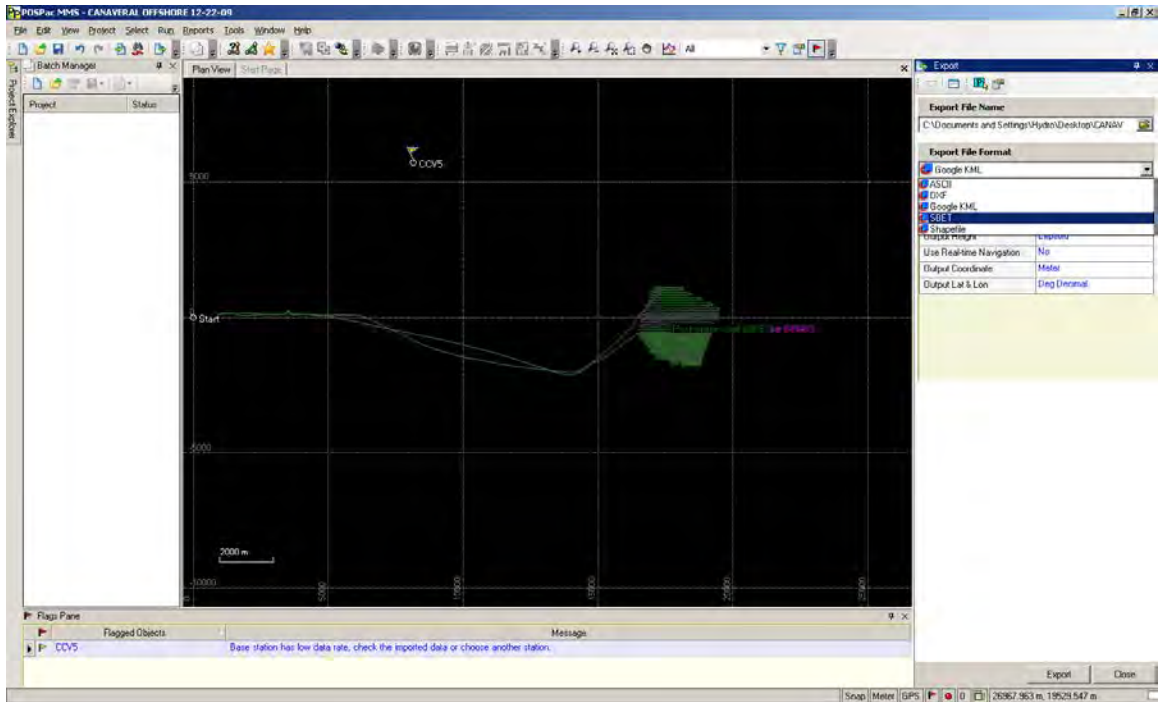 POSPac MMS - CANAVERAL OFFSHORE 12-22-09
File Edit View Project Select Run Reports Tools Window Help
All
Batch Manager
Plan View Start Page
Export
Project Explorer
Project Status
Export File Name
C:\Documents and Settings\Hydro\Desktop\CANAV
Export File Format
Google KML
ASCII
DXF
Google KML
SBET
Shapefile
Output Height
Use Real-time Navigation No
Output Coordinate Meter
Output Lat & Lon Deg Decimal
CCV5
5000
Start
-5000
2000 m
-10000
0 5000 10000 15000 20000 25000
Flags Pane
Flagged Objects Message
CCV5 Base station has low data rate, check the imported data or choose another station.
Export Close
Snap Meter GPS 0 26967.963 m, 19529.547 m